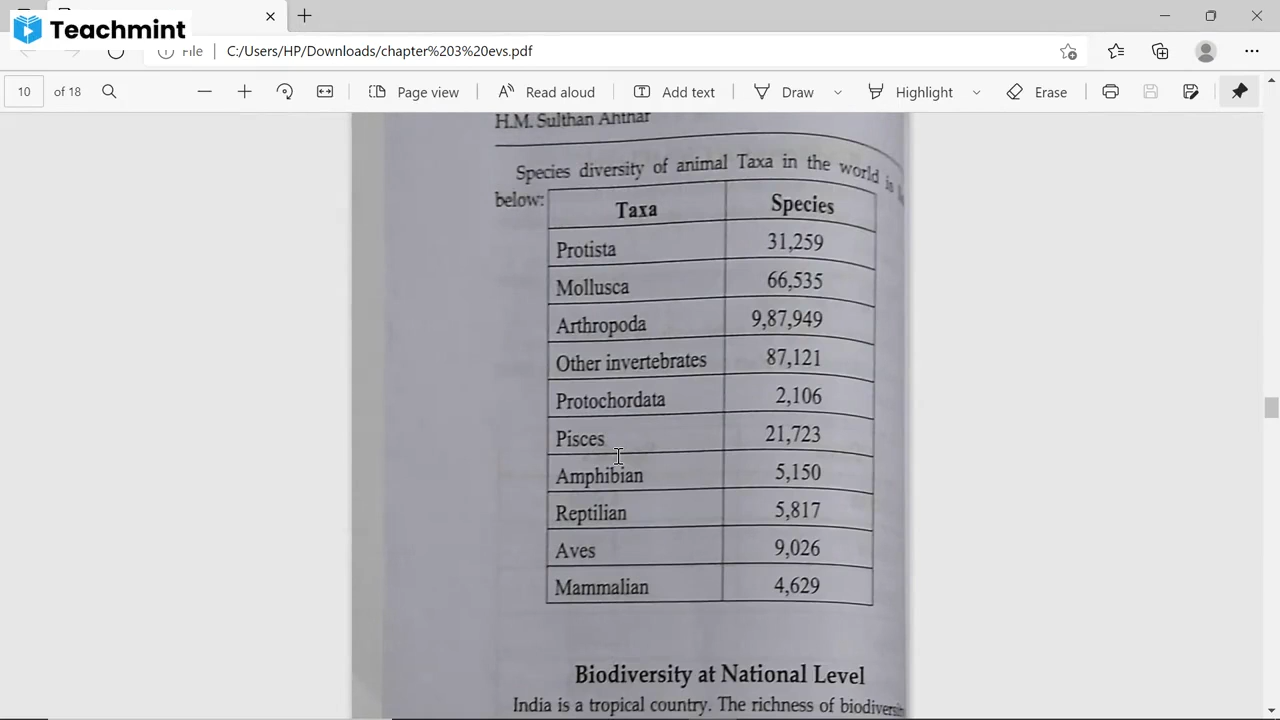 Teachmint
File C:/Users/HP/Downloads/chapter%203%20evs.pdf
10 of 18 Page view Read aloud Add text Draw Highlight Erase
H.M. Sulthan Ahthar
Species diversity of animal Taxa in the world is
below:
Taxa Species
Protista 31,259
Mollusca 66,535
Arthropoda 9,87,949
Other invertebrates 87,121
Protochordata 2,106
Pisces 21,723
Amphibian 5,150
Reptilian 5,817
Aves 9,026
Mammalian 4,629
Biodiversity at National Level
India is a tropical country. The richness of